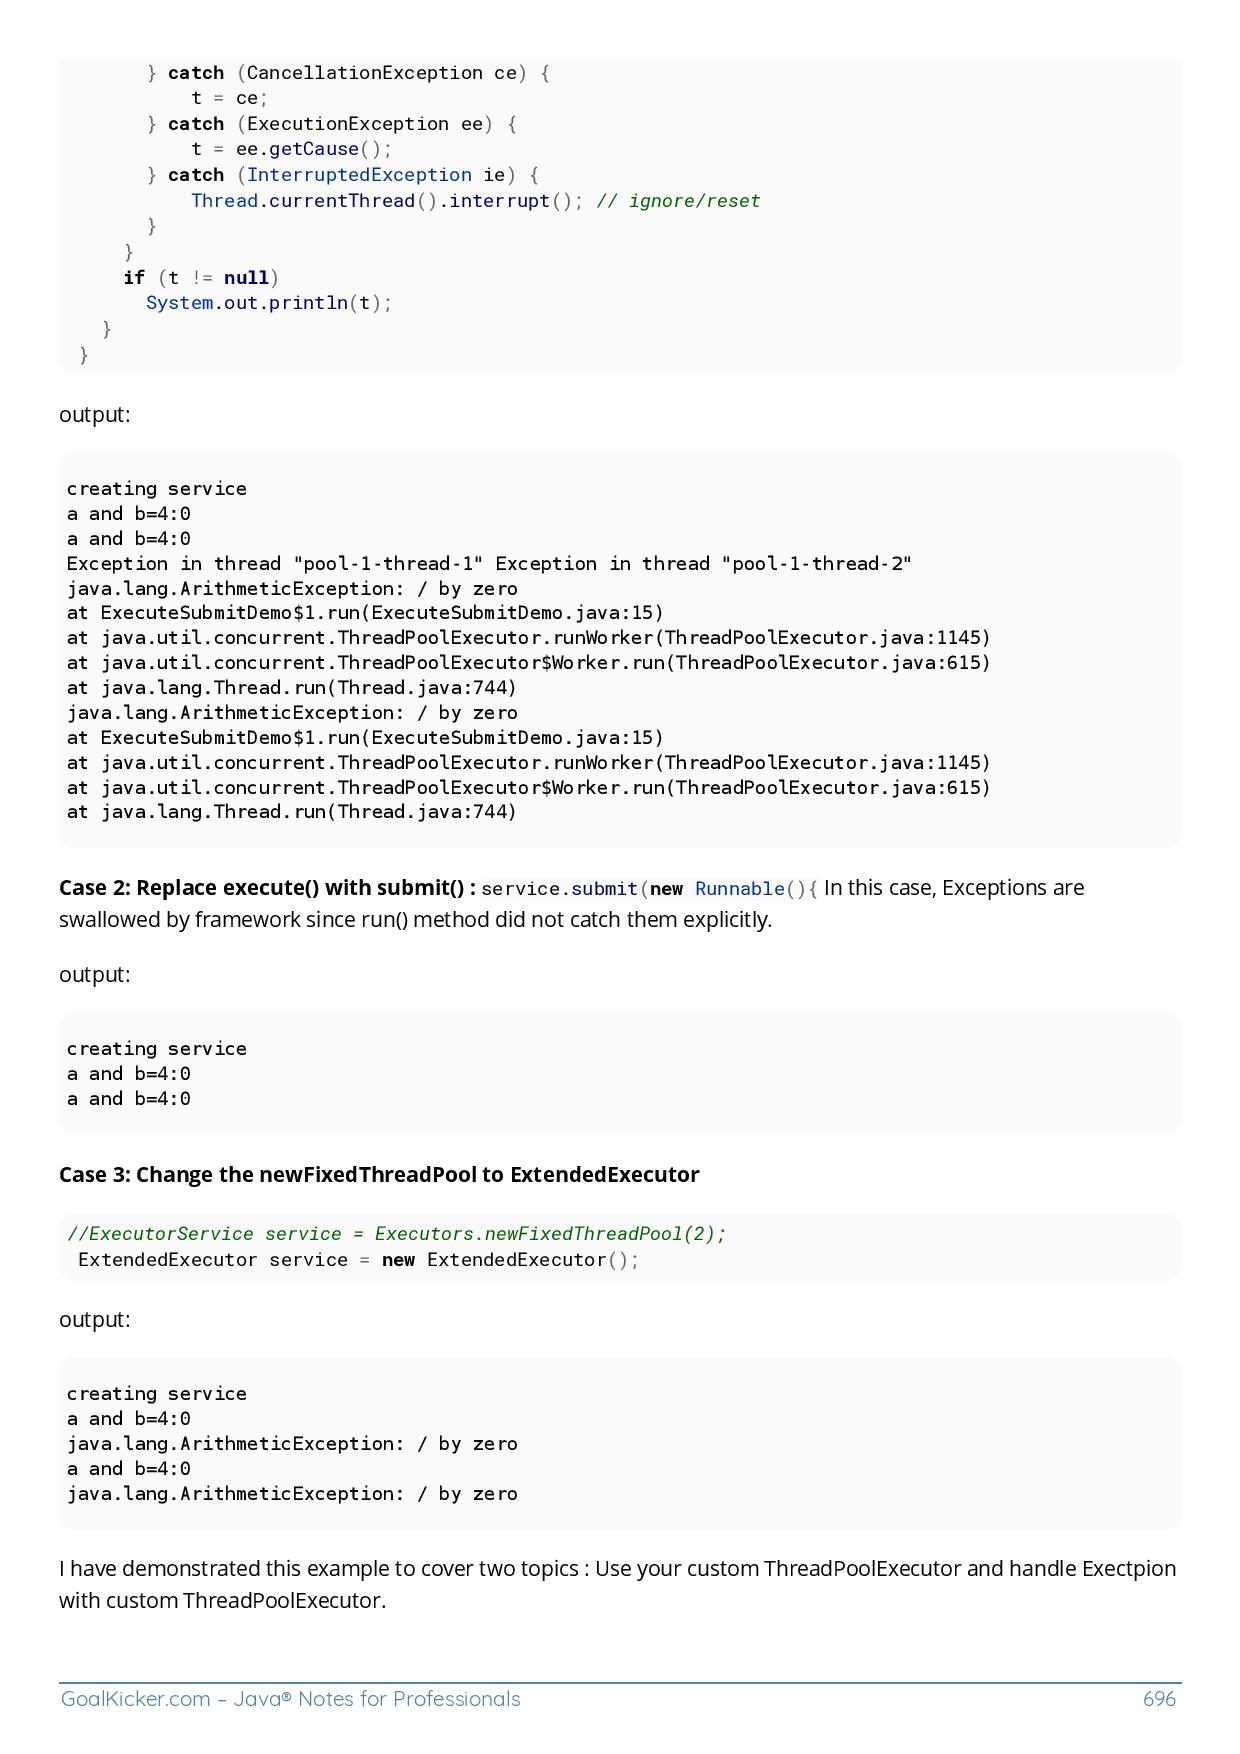 } catch (CancellationException ce) {
t = ce;
} catch (ExecutionException ee) {
t = ee.getCause();
} catch (InterruptedException ie) {
Thread.currentThread().interrupt(); // ignore/reset
}
}
if (t != null)
System.out.println(t);
}
}
output:
creating service
a and b=4:0
a and b=4:0
Exception in thread "pool-1-thread-1" Exception in thread "pool-1-thread-2"
java.lang.ArithmeticException: / by zero
at ExecuteSubmitDemo$1.run(ExecuteSubmitDemo.java:15)
at java.util.concurrent.ThreadPoolExecutor.runWorker(ThreadPoolExecutor.java:1145)
at java.util.concurrent.ThreadPoolExecutor$Worker.run(ThreadPoolExecutor.java:615)
at java.lang.Thread.run(Thread.java:744)
java.lang.ArithmeticException: / by zero
at ExecuteSubmitDemo$1.run(ExecuteSubmitDemo.java:15)
at java.util.concurrent.ThreadPoolExecutor.runWorker(ThreadPoolExecutor.java:1145)
at java.util.concurrent.ThreadPoolExecutor$Worker.run(ThreadPoolExecutor.java:615)
at java.lang.Thread.run(Thread.java:744)
Case 2: Replace execute() with submit() : service.submit(new Runnable(){ In this case, Exceptions are
swallowed by framework since run() method did not catch them explicitly.
output:
creating service
a and b=4:0
a and b=4:0
Case 3: Change the newFixedThreadPool to ExtendedExecutor
//ExecutorService service = Executors.newFixedThreadPool(2);
ExtendedExecutor service = new ExtendedExecutor();
output:
creating service
a and b=4:0
java.lang.ArithmeticException: / by zero
a and b=4:0
java.lang.ArithmeticException: / by zero
I have demonstrated this example to cover two topics : Use your custom ThreadPoolExecutor and handle Exectpion
with custom ThreadPoolExecutor.
GoalKicker.com – Java® Notes for Professionals 696